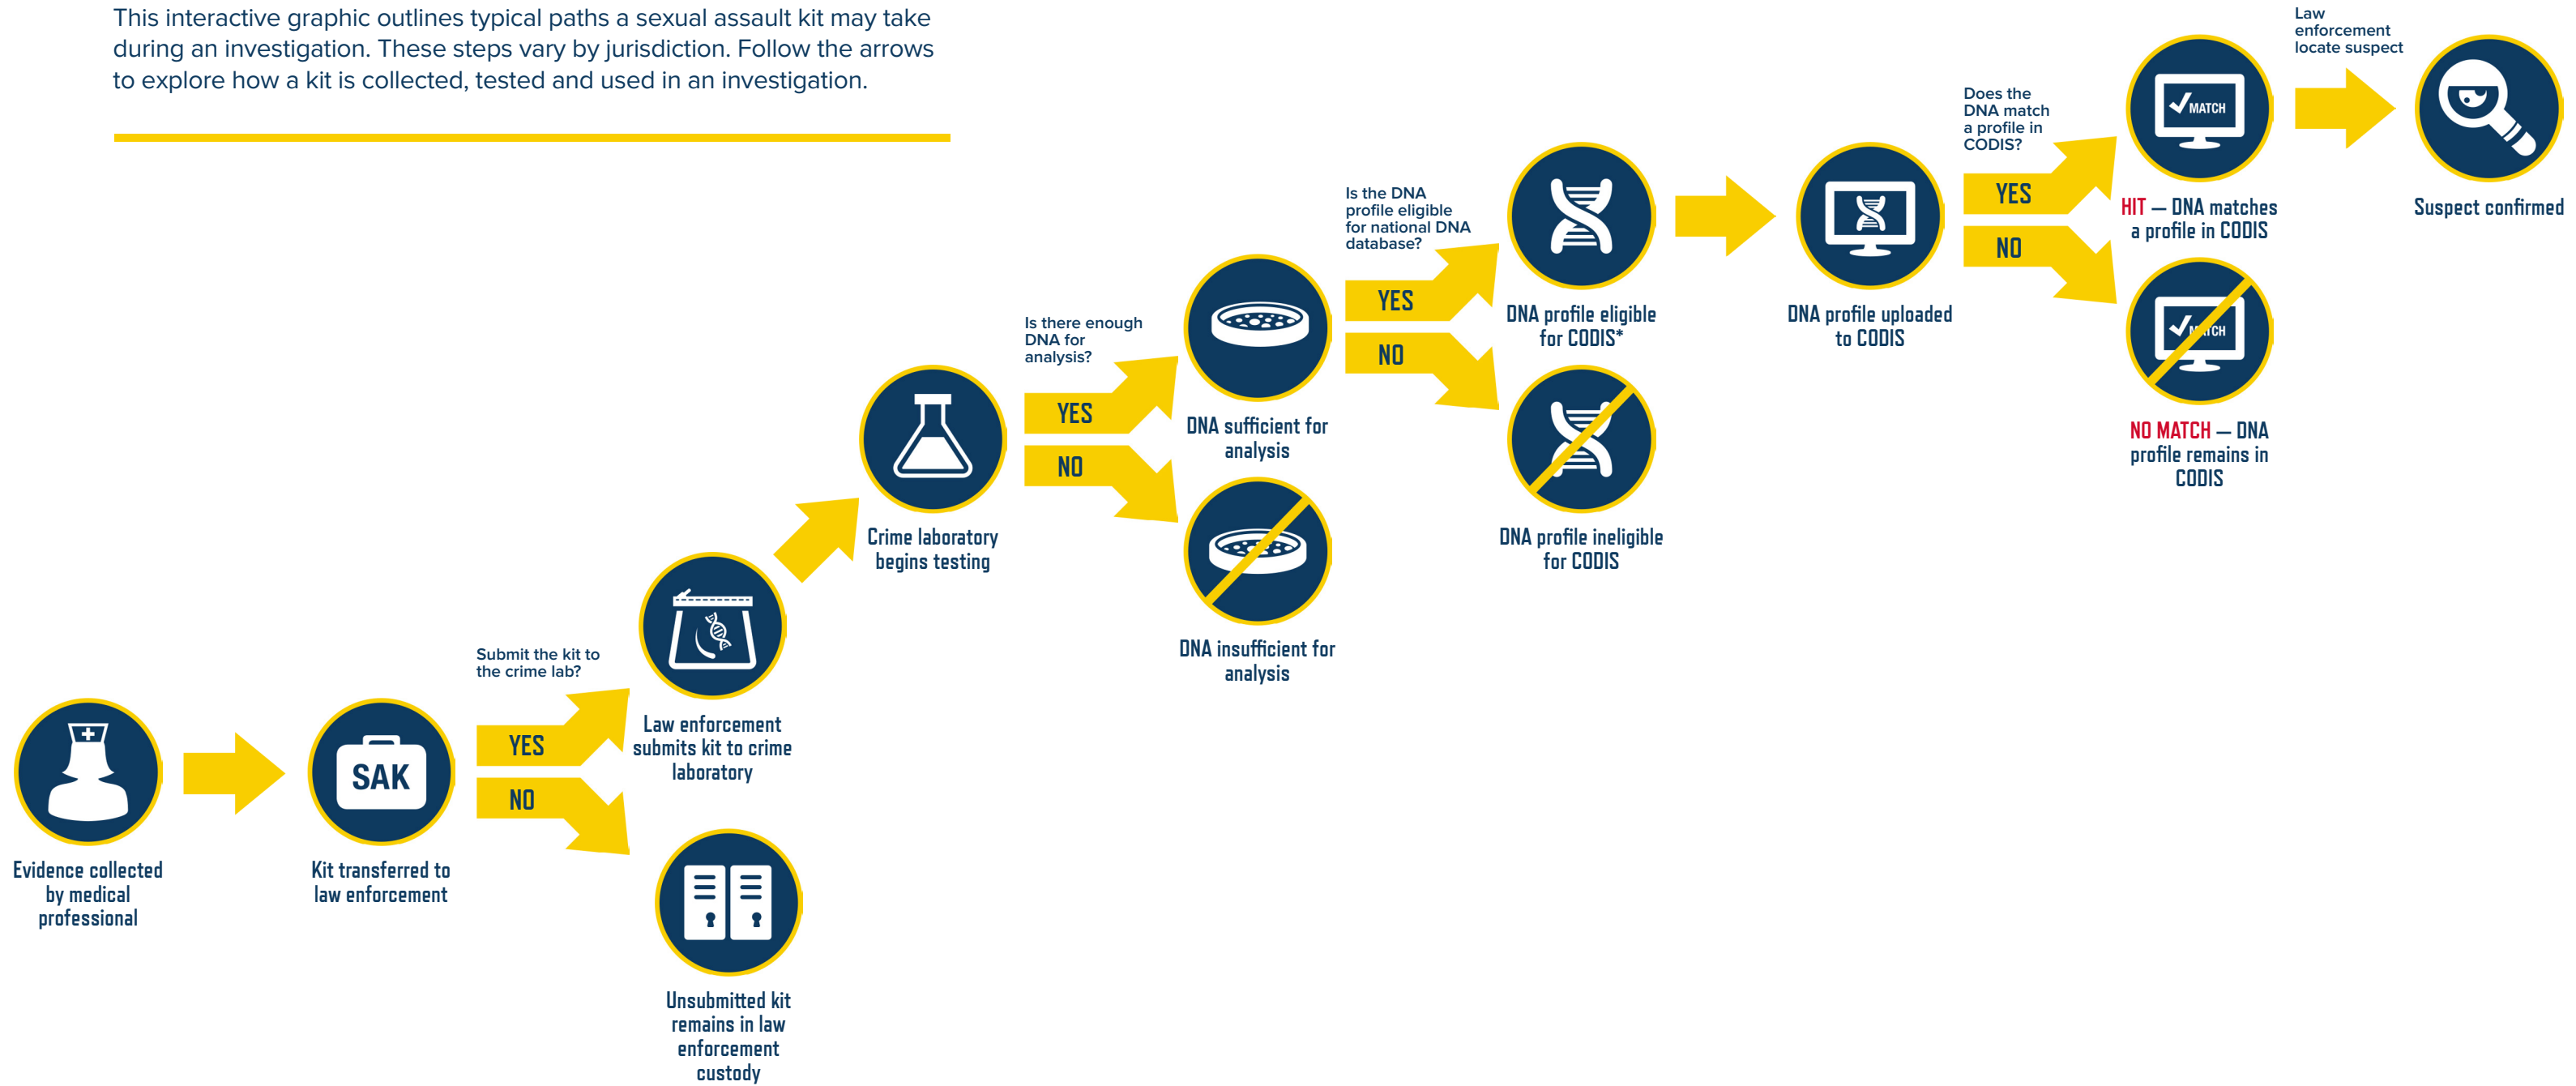 This interactive graphic outlines typical paths a sexual assault kit may take
during an investigation. These steps vary by jurisdiction. Follow the arrows
to explore how a kit is collected, tested and used in an investigation.
Evidence collected
by medical
professional
SAK
Kit transferred to
law enforcement
Submit the kit to
the crime lab?
YES
NO
Law enforcement
submits kit to crime
laboratory
Unsubmitted kit
remains in law
enforcement
custody
Crime laboratory
begins testing
Is there enough
DNA for
analysis?
YES
NO
DNA sufficient for
analysis
DNA insufficient for
analysis
Is the DNA
profile eligible
for national DNA
database?
YES
NO
DNA profile eligible
for CODIS*
DNA profile ineligible
for CODIS
DNA profile uploaded
to CODIS
Does the
DNA match
a profile in
CODIS?
YES
NO
MATCH
HIT — DNA matches
a profile in CODIS
MATCH
NO MATCH — DNA
profile remains in
CODIS
Law
enforcement
locate suspect
Suspect confirmed